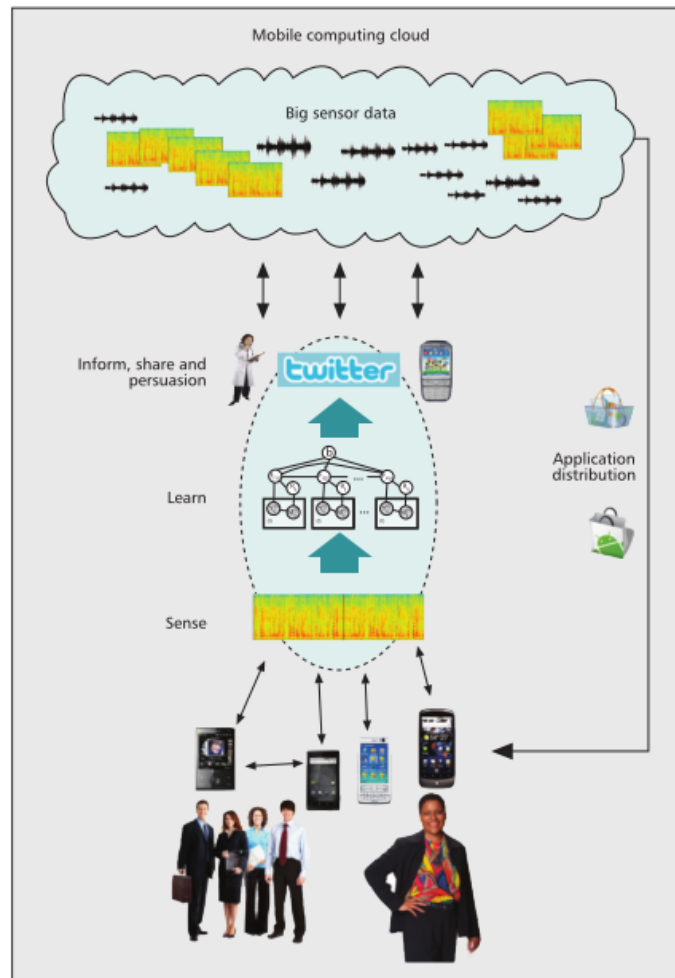 Mobile computing cloud
Big sensor data
Inform, share and
persuasion
twitter
Learn
b
Application
distribution
Sense